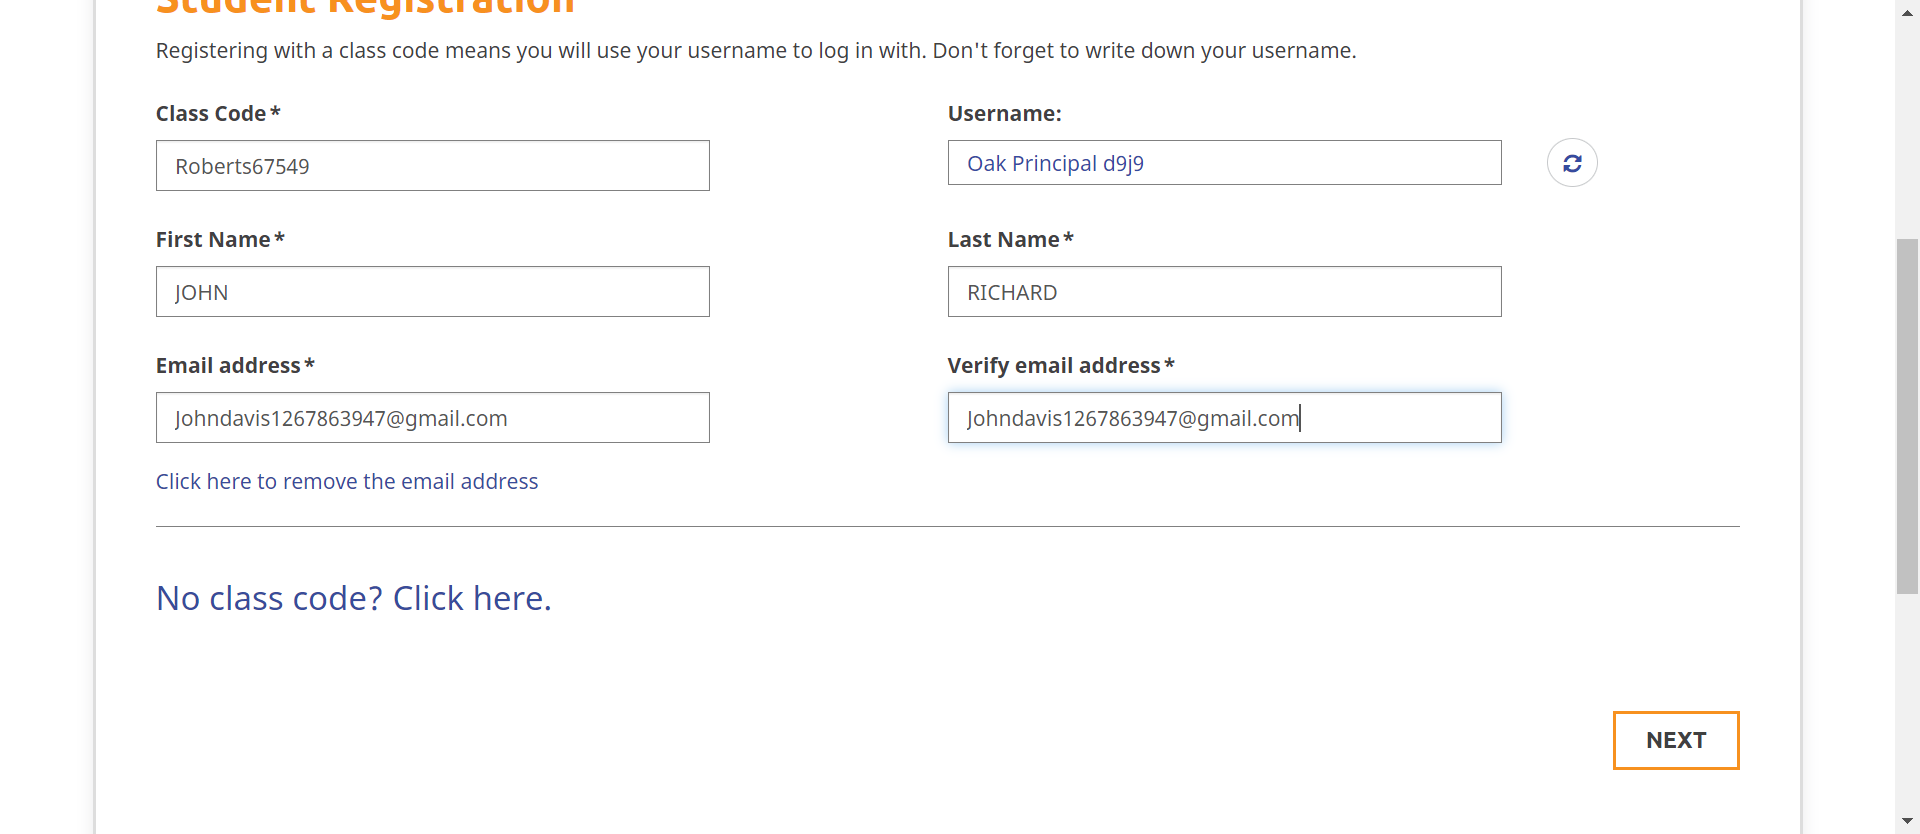 Student Registration
Registering with a class code means you will use your username to log in with. Don't forget to write down your username.
Class Code*
Username:
Roberts67549
Oak Principal d9j9
First Name*
Last Name*
JOHN
RICHARD
Email address*
Verify email address*
Johndavis1267863947@gmail.com
Johndavis1267863947@gmail.com
Click here to remove the email address
No class code? Click here.
NEXT